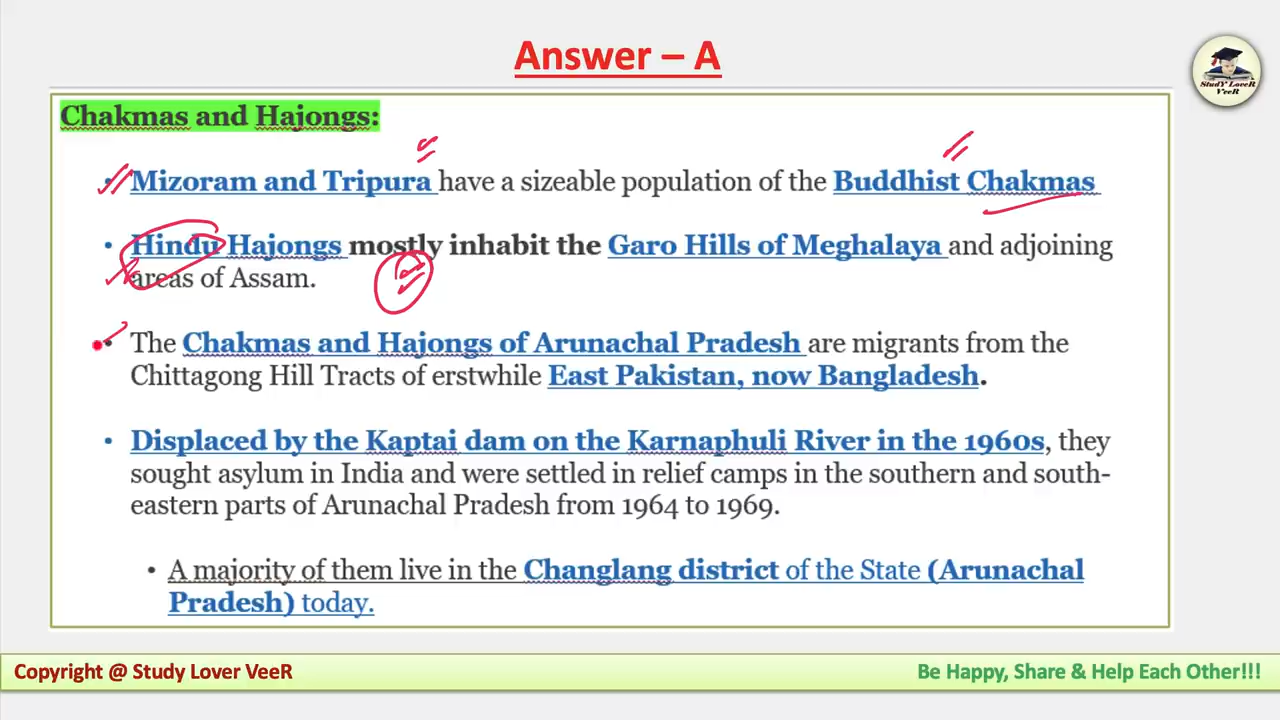 Answer – A
StudY LoveR
VeeR
Chakmas and Hajongs:
• Mizoram and Tripura have a sizeable population of the Buddhist Chakmas
• Hindu Hajongs mostly inhabit the Garo Hills of Meghalaya and adjoining
areas of Assam.
• The Chakmas and Hajongs of Arunachal Pradesh are migrants from the
Chittagong Hill Tracts of erstwhile East Pakistan, now Bangladesh.
• Displaced by the Kaptai dam on the Karnaphuli River in the 1960s, they
sought asylum in India and were settled in relief camps in the southern and south-
eastern parts of Arunachal Pradesh from 1964 to 1969.
• A majority of them live in the Changlang district of the State (Arunachal
Pradesh) today.
Copyright @ Study Lover VeeR
Be Happy, Share & Help Each Other!!!